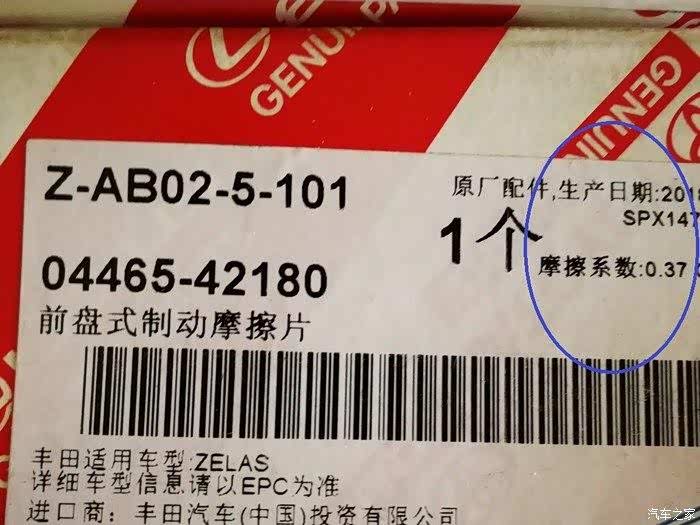 GENUINE PA
GENUIN
Z-AB02-5-101
原厂配件,生产日期:201
SPX147
1个
摩擦系数:0.37
04465-42180
前盘式制动摩擦片
丰田适用车型:ZELAS
详细车型信息请以EPC为准
进口商：丰田汽车(中国)投资有限公司
汽车之家